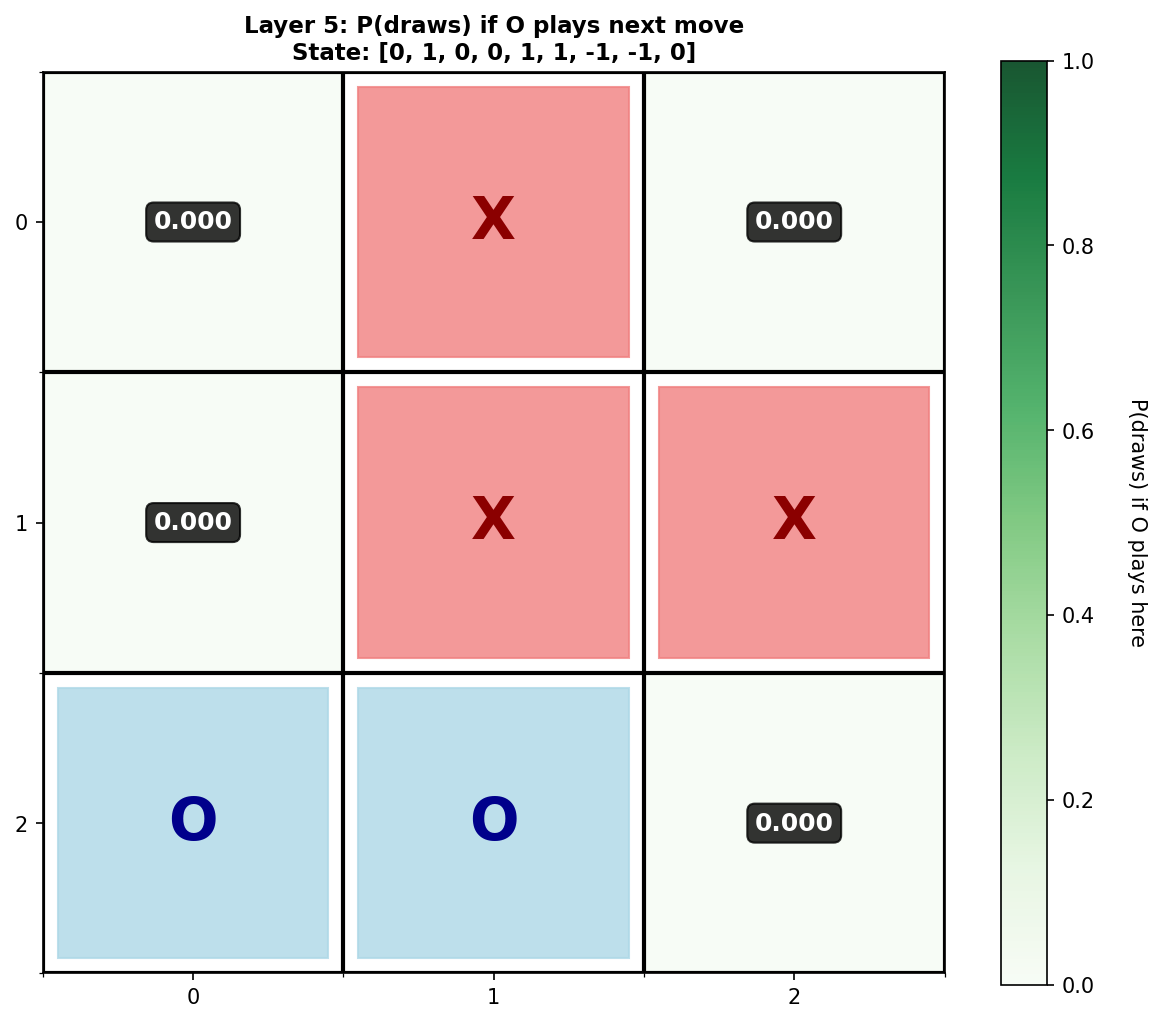 Layer 5: P(draws) if O plays next move
State: [0, 1, 0, 0, 1, 1, -1, -1, 0]
1.0
0.8
0.6
0.4
0.2
0.0
P(draws) if O plays here
0
0.000
X
0.000
1
0.000
X
X
2
O
O
0.000
0
1
2